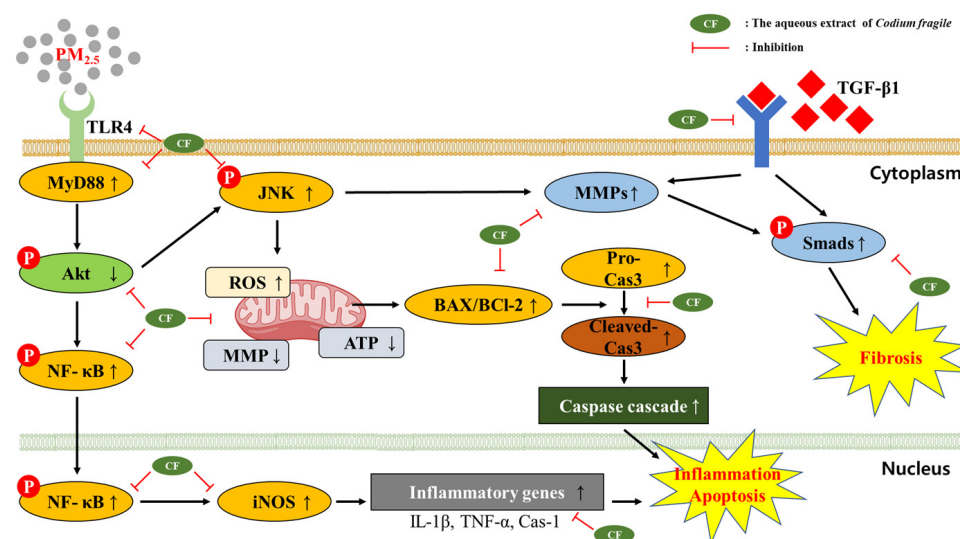 CF : The aqueous extract of Codium fragile
: Inhibition
PM2.5
TGF-β1
TLR4
CF
CF
Cytoplasm
MyD88 ↑
P
JNK ↑
MMPs ↑
P
Smads ↑
CF
P
Akt ↓
ROS ↑
Pro-
Cas3 ↑
CF
CF
BAX/BCl-2 ↑
CF
MMP ↓
ATP ↓
Cleaved-
Cas3 ↑
P
NF- κB ↑
Fibrosis
Caspase cascade ↑
Nucleus
P
NF- κB ↑
CF
iNOS ↑
Inflammatory genes ↑
IL-1β, TNF-α, Cas-1
CF
Inflammation
Apoptosis